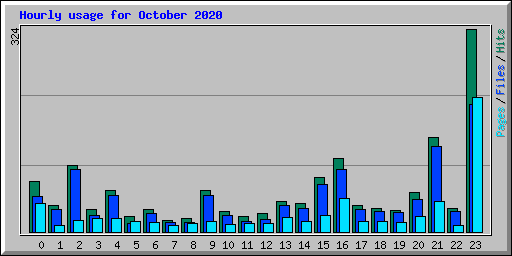 Hourly usage for October 2020
324
Pages / Files / Hits
0 1 2 3 4 5 6 7 8 9 10 11 12 13 14 15 16 17 18 19 20 21 22 23